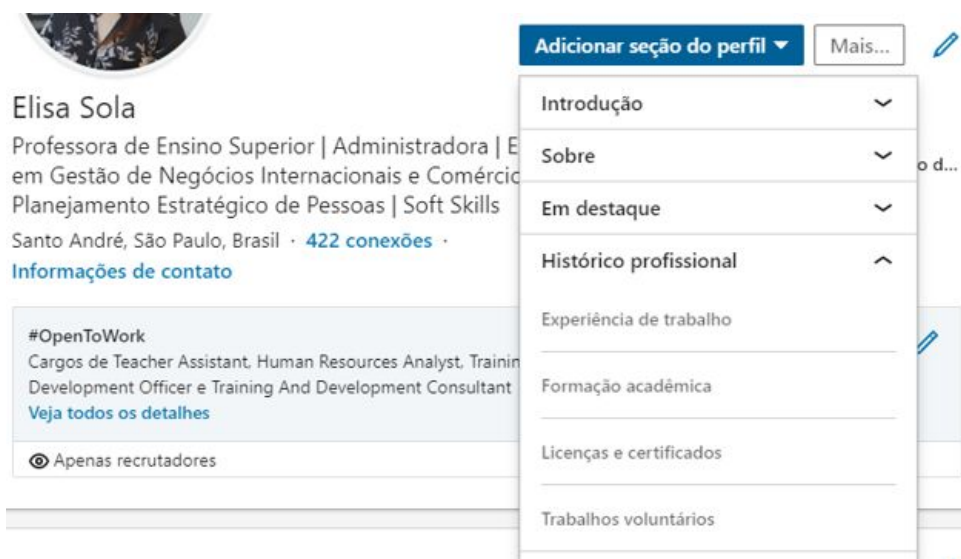 Adicionar seção do perfil
Mais...
Elisa Sola
Professora de Ensino Superior | Administradora | E
em Gestão de Negócios Internacionais e Comérci
Planejamento Estratégico de Pessoas | Soft Skills
Santo André, São Paulo, Brasil · 422 conexões ·
Informações de contato
#OpenToWork
Cargos de Teacher Assistant, Human Resources Analyst, Trainin
Development Officer e Training And Development Consultant
Veja todos os detalhes
Apenas recrutadores
Introdução
Sobre
o d...
Em destaque
Histórico profissional
Experiência de trabalho
Formação acadêmica
Licenças e certificados
Trabalhos voluntários